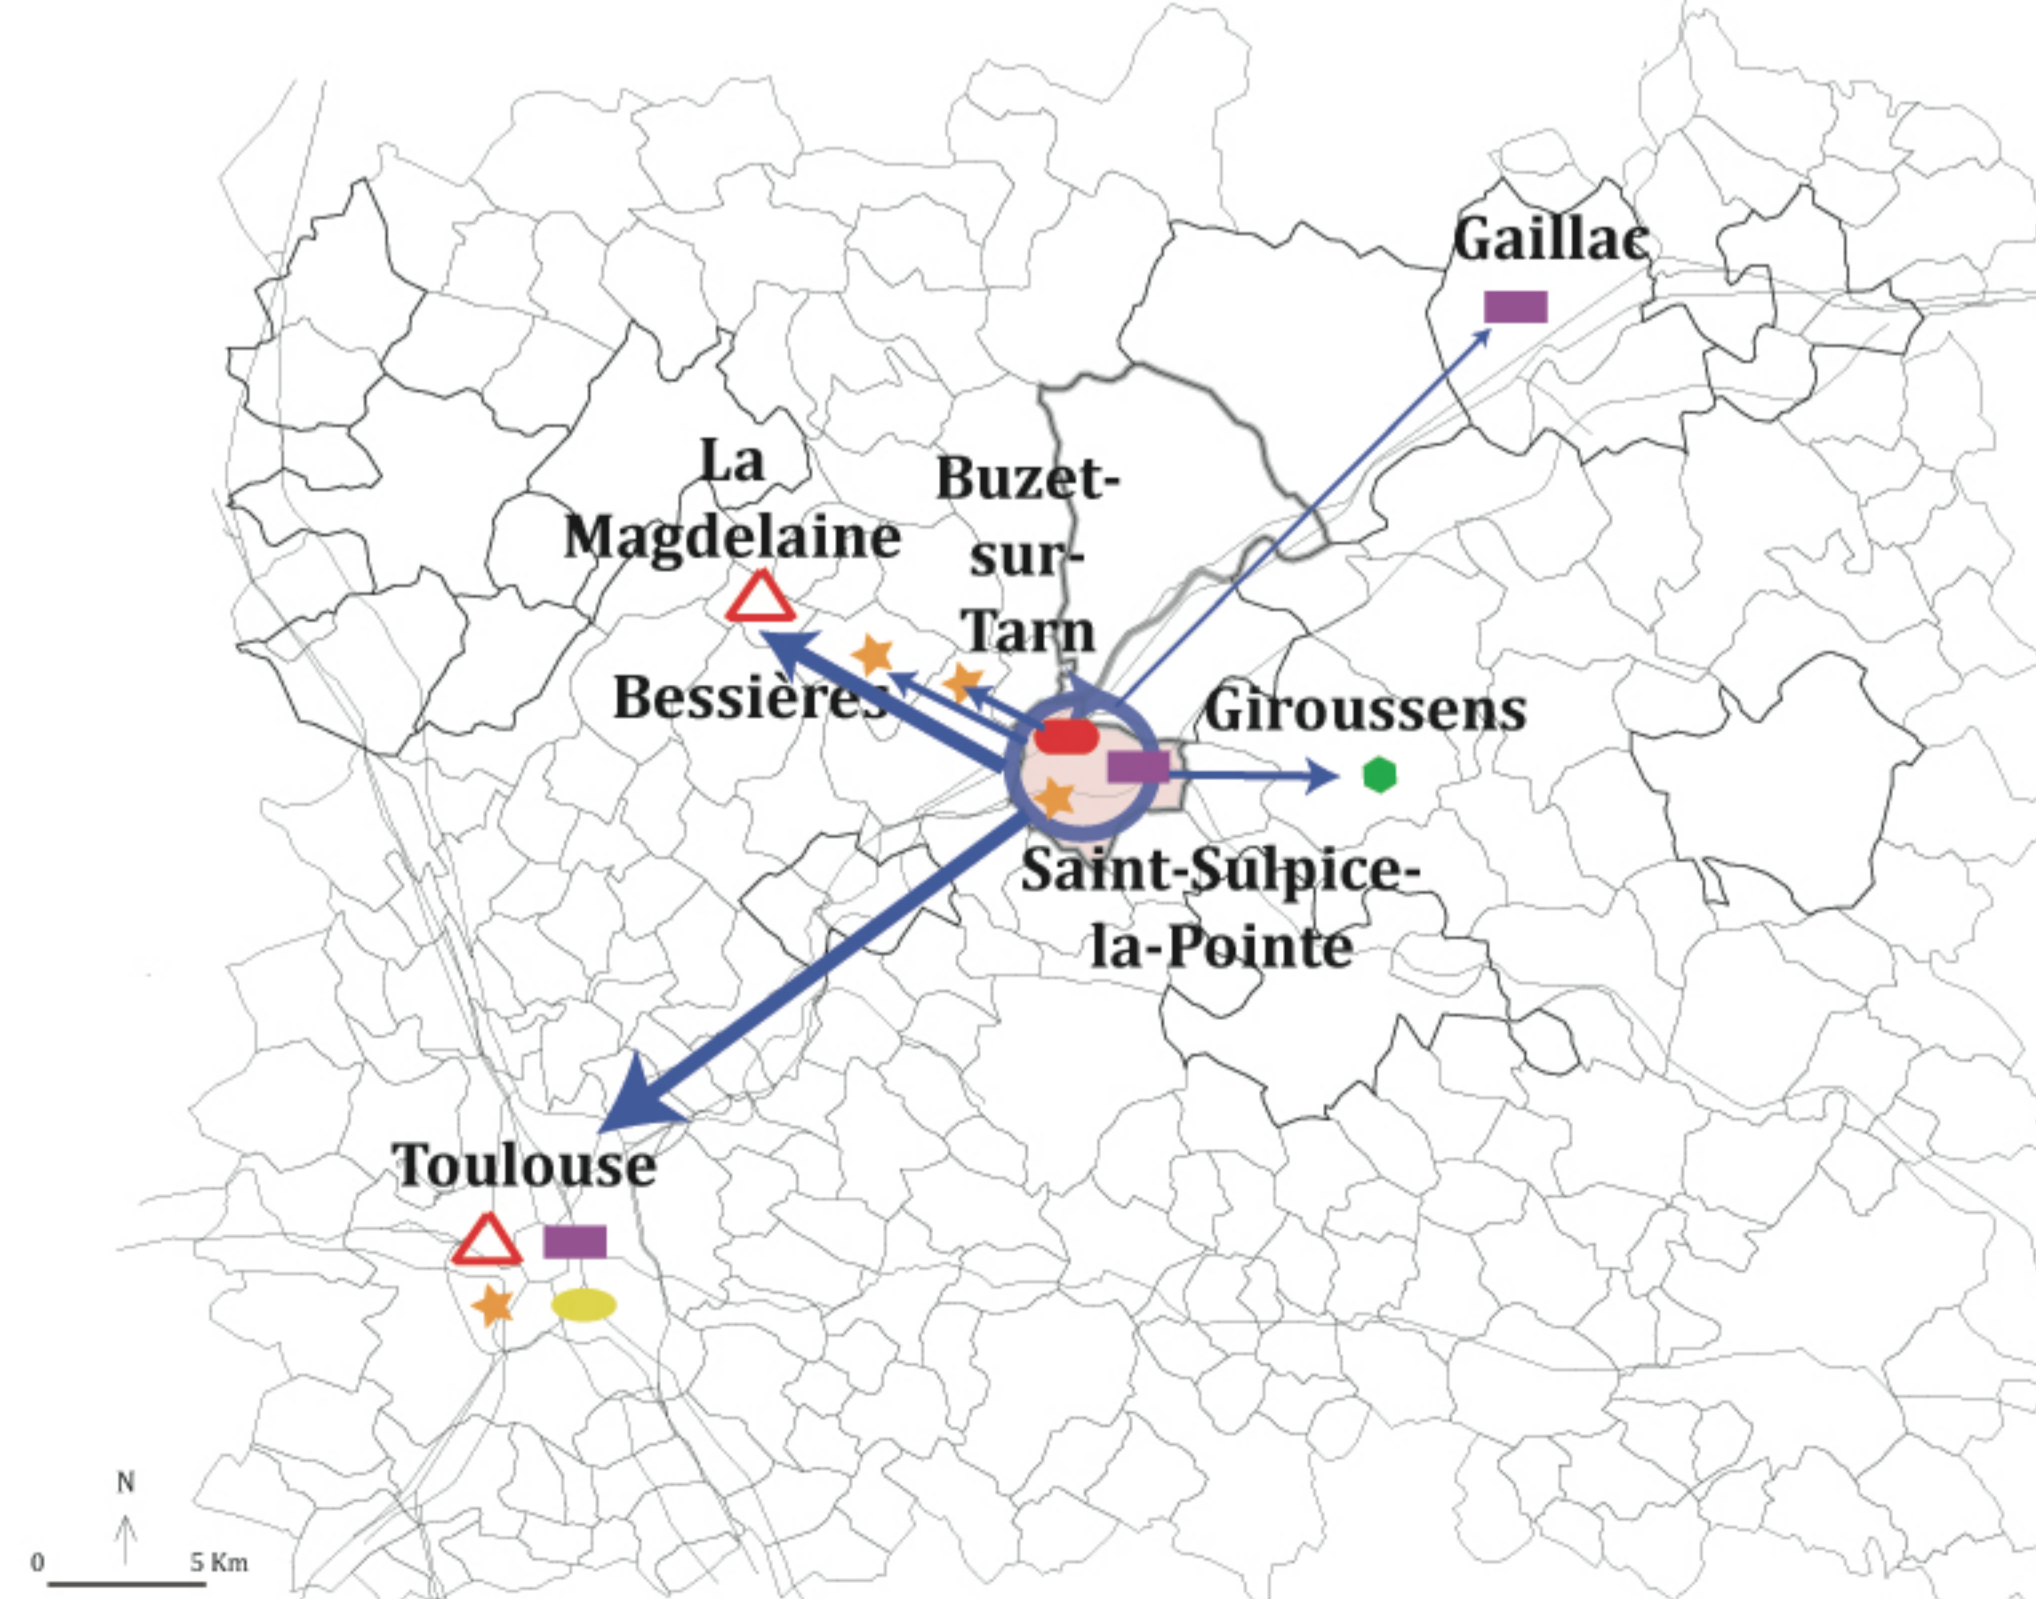 Gaillac
La
Magdelaine
Buzet-
sur-
Tarn
Bessières
Giroussens
Saint-Sulpice-
la-Pointe
Toulouse
N
0 5 Km